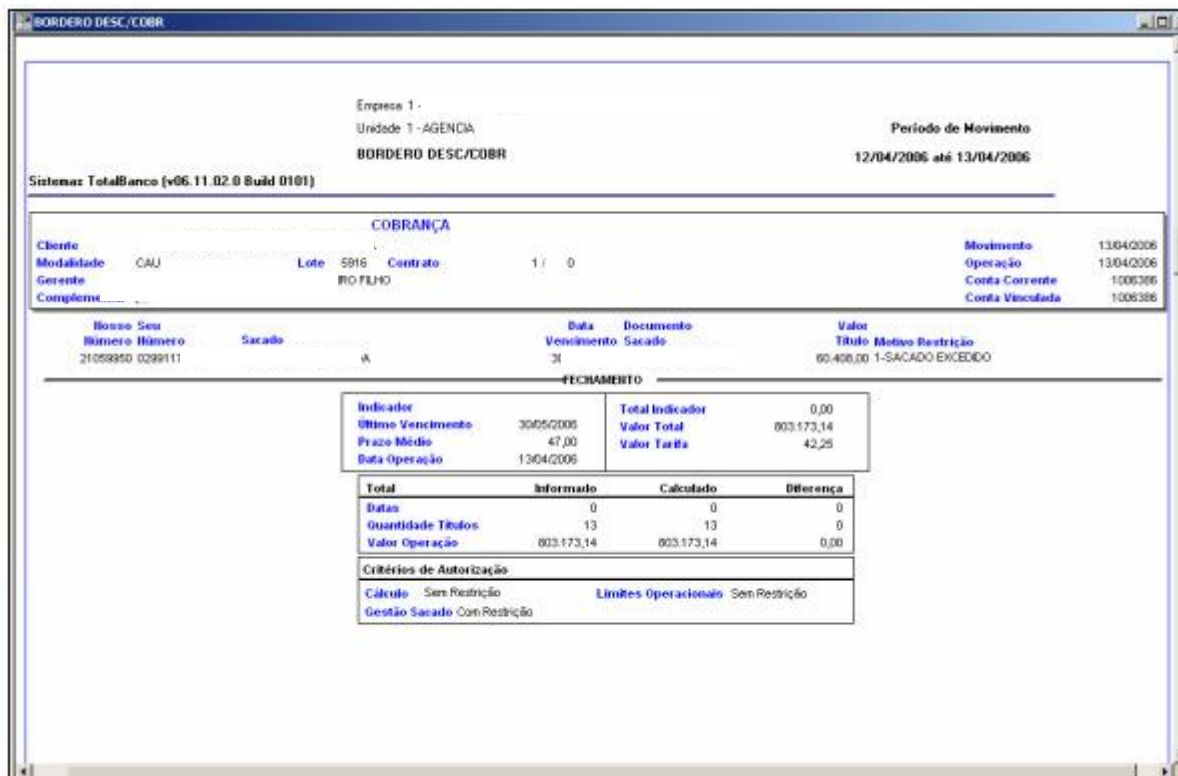 BORDERO DESC/COBR
Empresa 1 -
Unidade 1 - AGENCIA
Período de Movimento
BORDERO DESC/COBR
12/04/2006 até 13/04/2006
Sistemaz TotalBanco (v06.11.02.0 Build 0101)
COBRANÇA
Cliente Movimento 13/04/2006
Modalidade CAU Lote 5916 Contrato 1 / 0 Operação 13/04/2006
Gerente IRO FILHO Conta Corrente 1006386
Complem Conta Vinculada 1006386
Nosso Seu Data Documento Valor
Número Número Sacado Vencimento Sacado Título Motivo Restrição
21059950 0299111 60.408,00 1-SACADO EXCEDIDO
FECHAMENTO
Indicador Total Indicador 0,00
Último Vencimento 30/05/2006 Valor Total 803.173,14
Prazo Médio 47,00 Valor Tarifa 42,25
Data Operação 13/04/2006
Total Informado Calculado Diferença
Datas 0 0 0
Quantidade Títulos 13 13 0
Valor Operação 803.173,14 803.173,14 0,00
Critérios de Autorização
Cálculo Sem Restrição Limites Operacionais Sem Restrição
Gestão Sacado Com Restrição